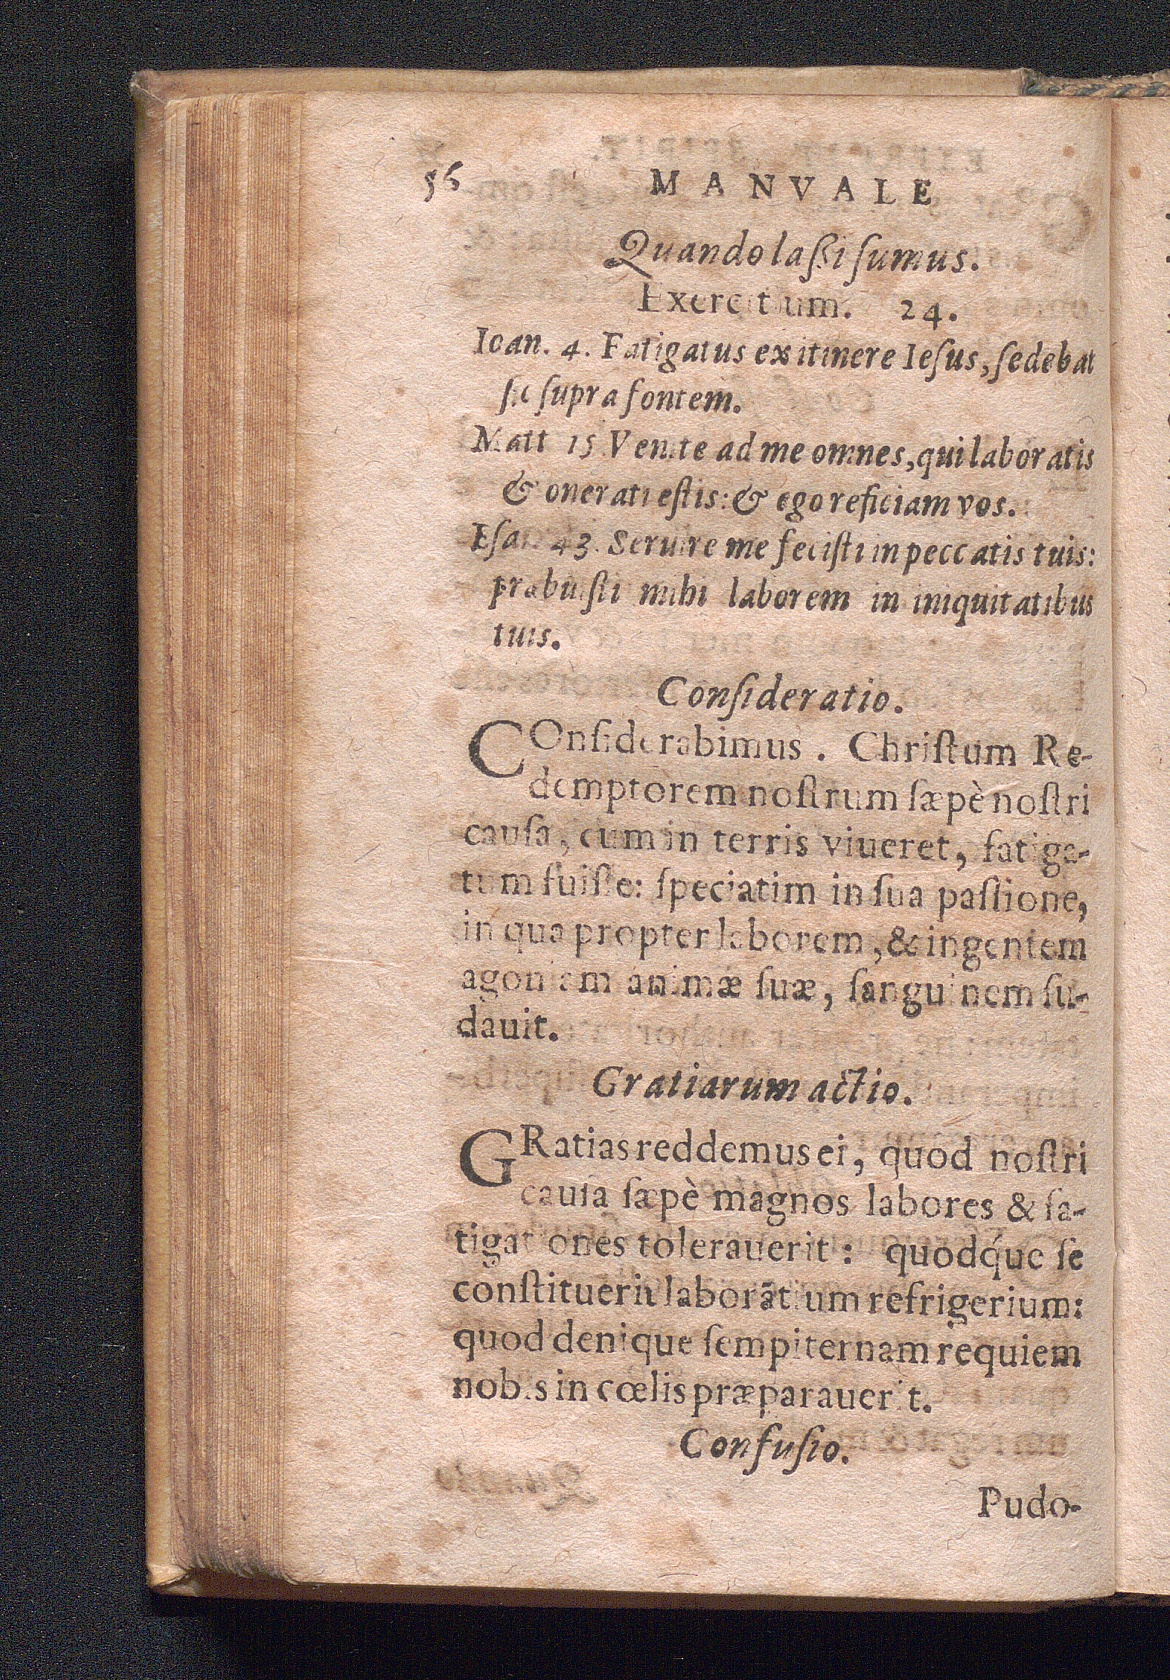 56 MANVALE
Quando laſſi ſumus.
Exercitium. 24.
Ioan. 4. Fatigatus ex itinere Ieſus, ſedebat
ſic ſupra fontem.
Matt 15 Venite ad me omnes, qui laboratis
& onerati eſtis: & ego reficiam vos.
Eſai. 43. Seruire me feciſti in peccatis tuis:
præbuiſti mihi laborem in iniquitatibus
tuis.
Conſideratio.
COnſiderabimus. Chriſtum Re-
demptorem noſtrum ſæpè noſtri
cauſa, cum in terris viueret, fatiga-
tum fuiſſe: ſpeciatim in ſua paſſione,
in qua propter laborem, & ingentem
agoniam animæ ſuæ, ſanguinem ſu-
dauit.
Gratiarum actio.
GRatias reddemus ei, quod noſtri
cauſa ſæpè magnos labores & fa-
tigationes tolerauerit: quodq́ue ſe
conſtituerit laborātium refrigerium:
quod denique ſempiternam requiem
nobis in cœlis præparauerit.
Confuſio.
Pudo-